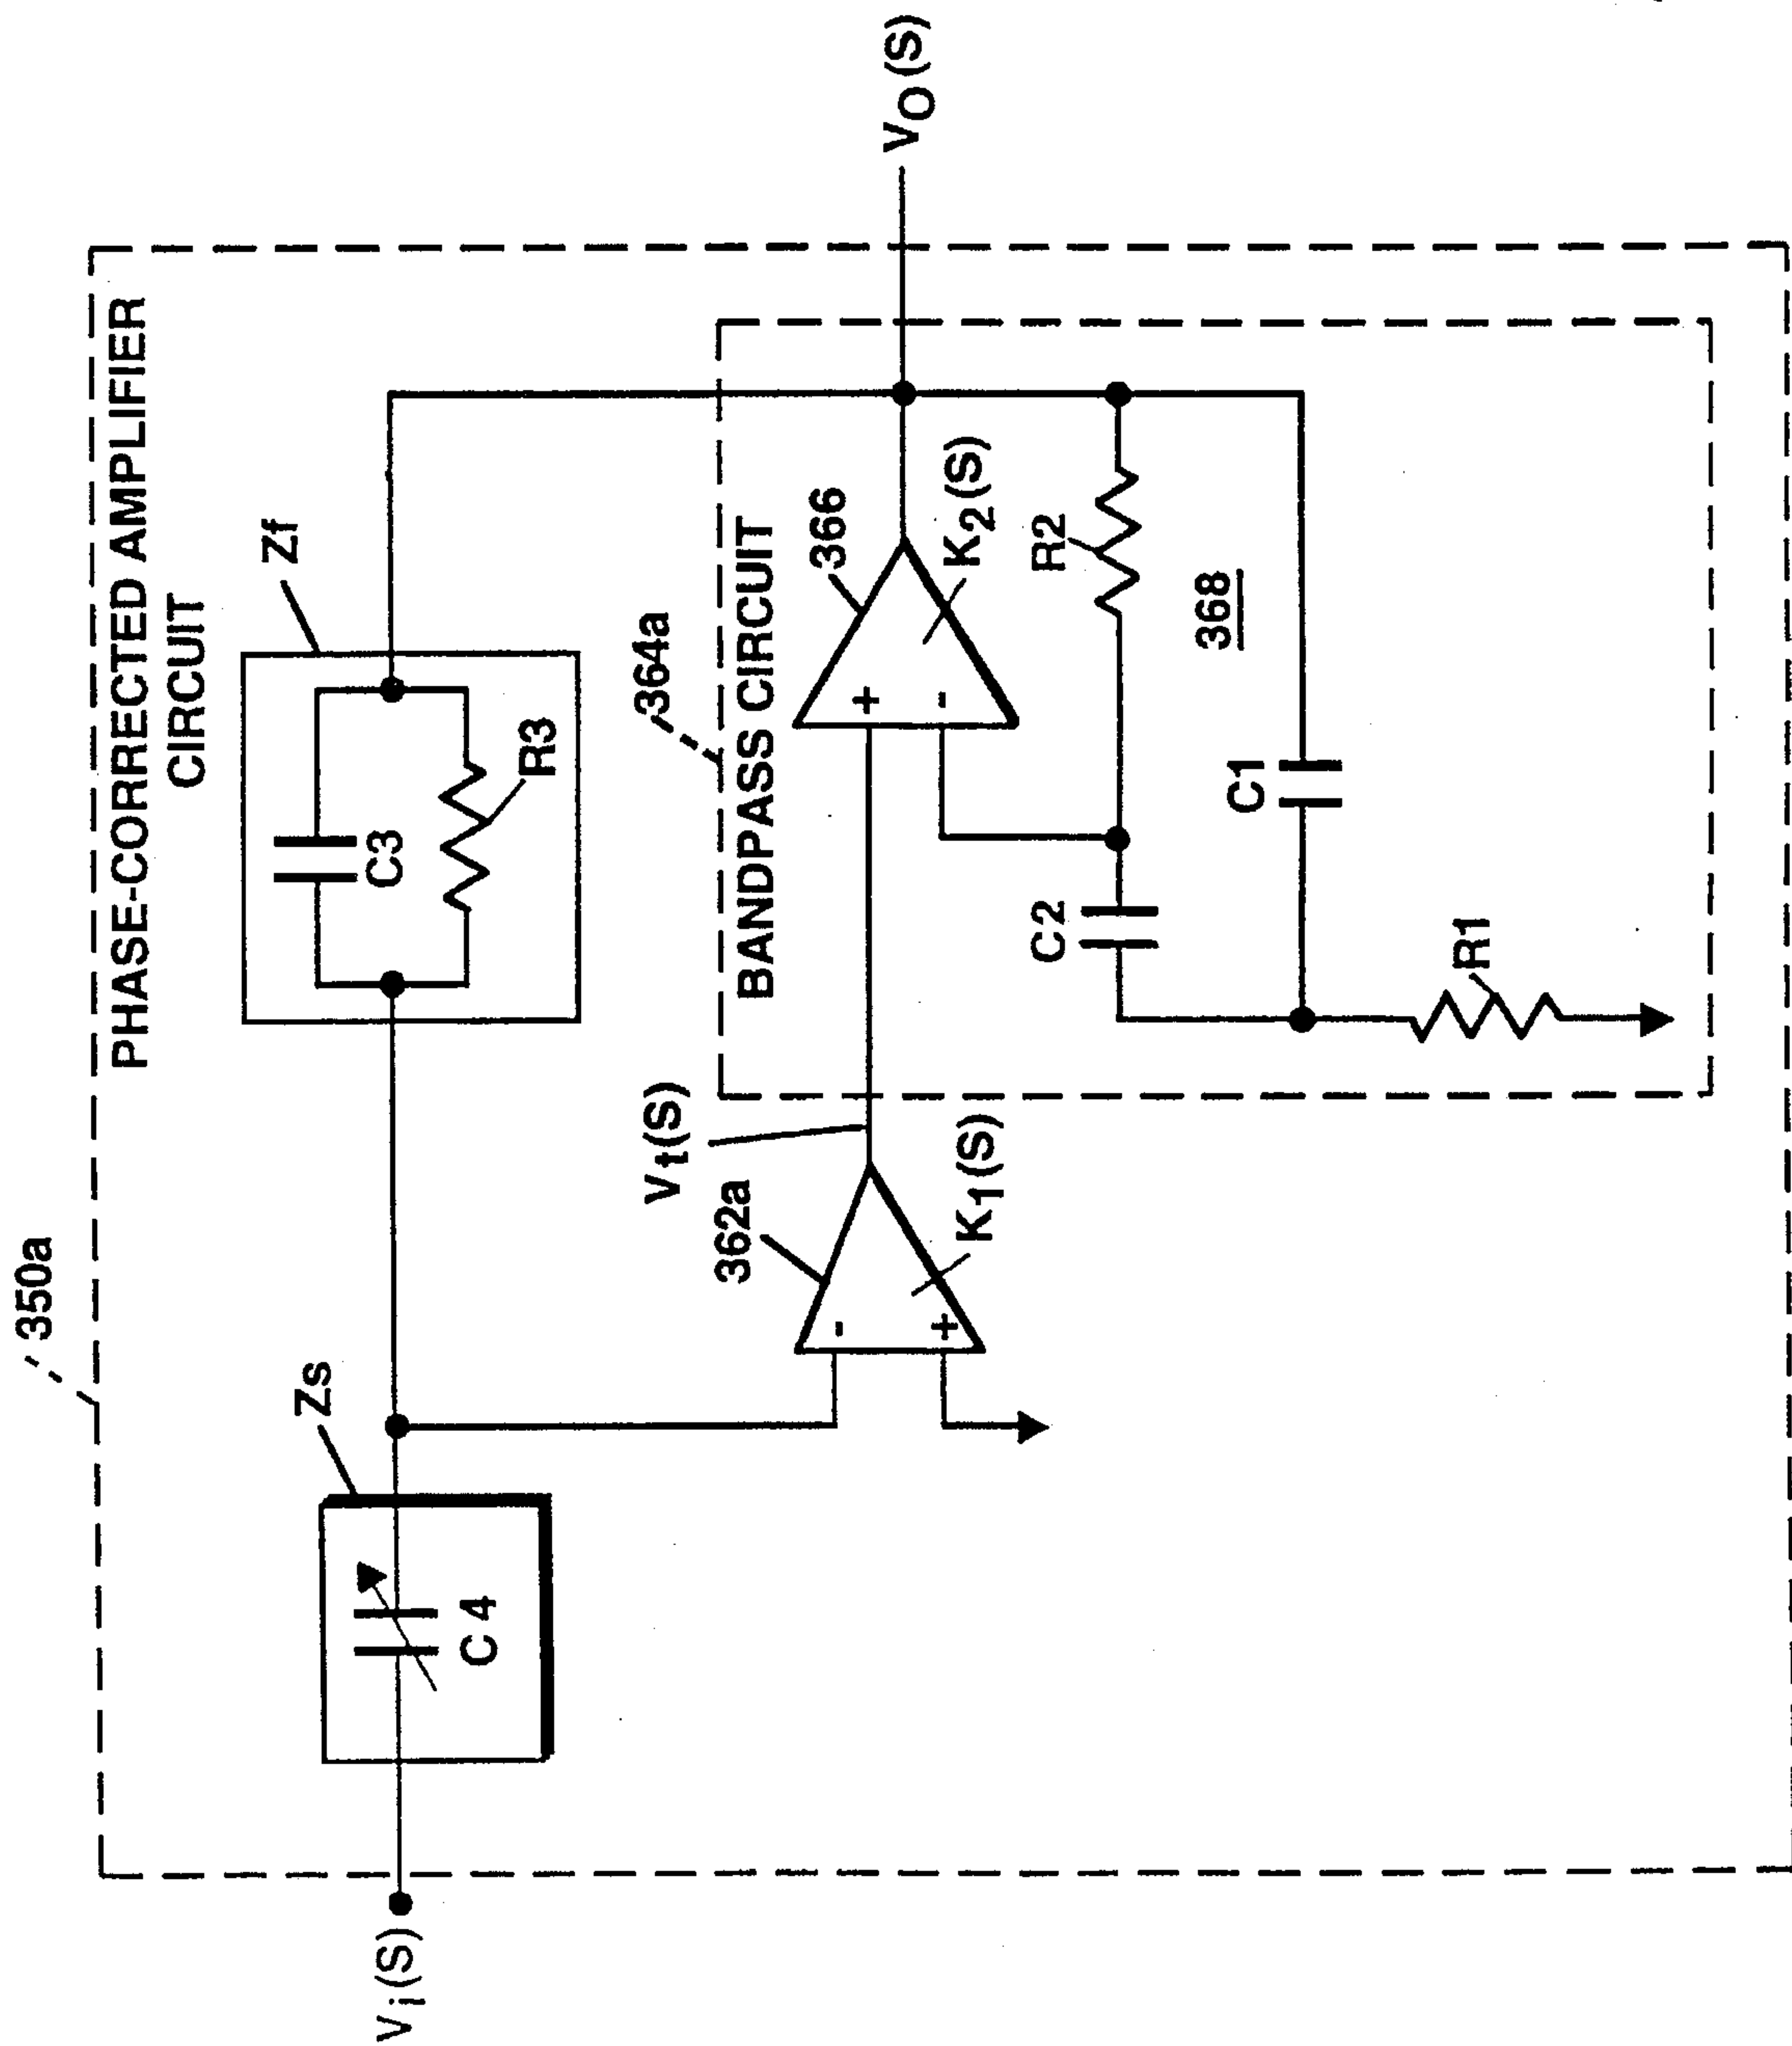 350a
PHASE-CORRECTED AMPLIFIER
CIRCUIT
Zs
Zf
C4
C3
R3
Vi(S)
362a
Vt(S)
K1(S)
364a
BANDPASS CIRCUIT
366
K2(S)
+
-
-
+
R2
C2
368
C1
R1
VO(S)